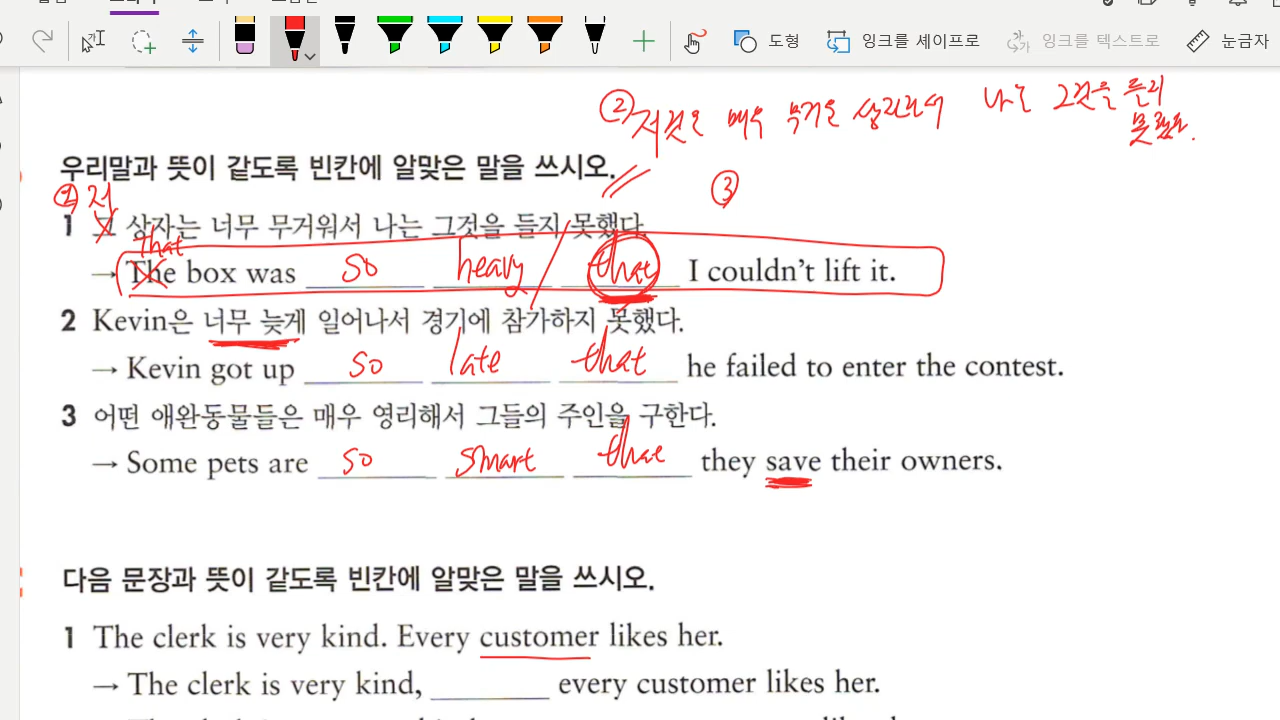 도형 잉크를 셰이프로 잉크를 텍스트로 눈금자
② 저것은 매우 무거운 상자라서 나는 그것을 들지
못했다.
우리말과 뜻이 같도록 빈칸에 알맞은 말을 쓰시오.
③
① 저
1 그 상자는 너무 무거워서 나는 그것을 들지 못했다.
that
→ The box was so heavy / that I couldn't lift it.
2 Kevin은 너무 늦게 일어나서 경기에 참가하지 못했다.
→ Kevin got up so late that he failed to enter the contest.
3 어떤 애완동물들은 매우 영리해서 그들의 주인을 구한다.
→ Some pets are so smart that they save their owners.
다음 문장과 뜻이 같도록 빈칸에 알맞은 말을 쓰시오.
1 The clerk is very kind. Every customer likes her.
→ The clerk is very kind, ________ every customer likes her.